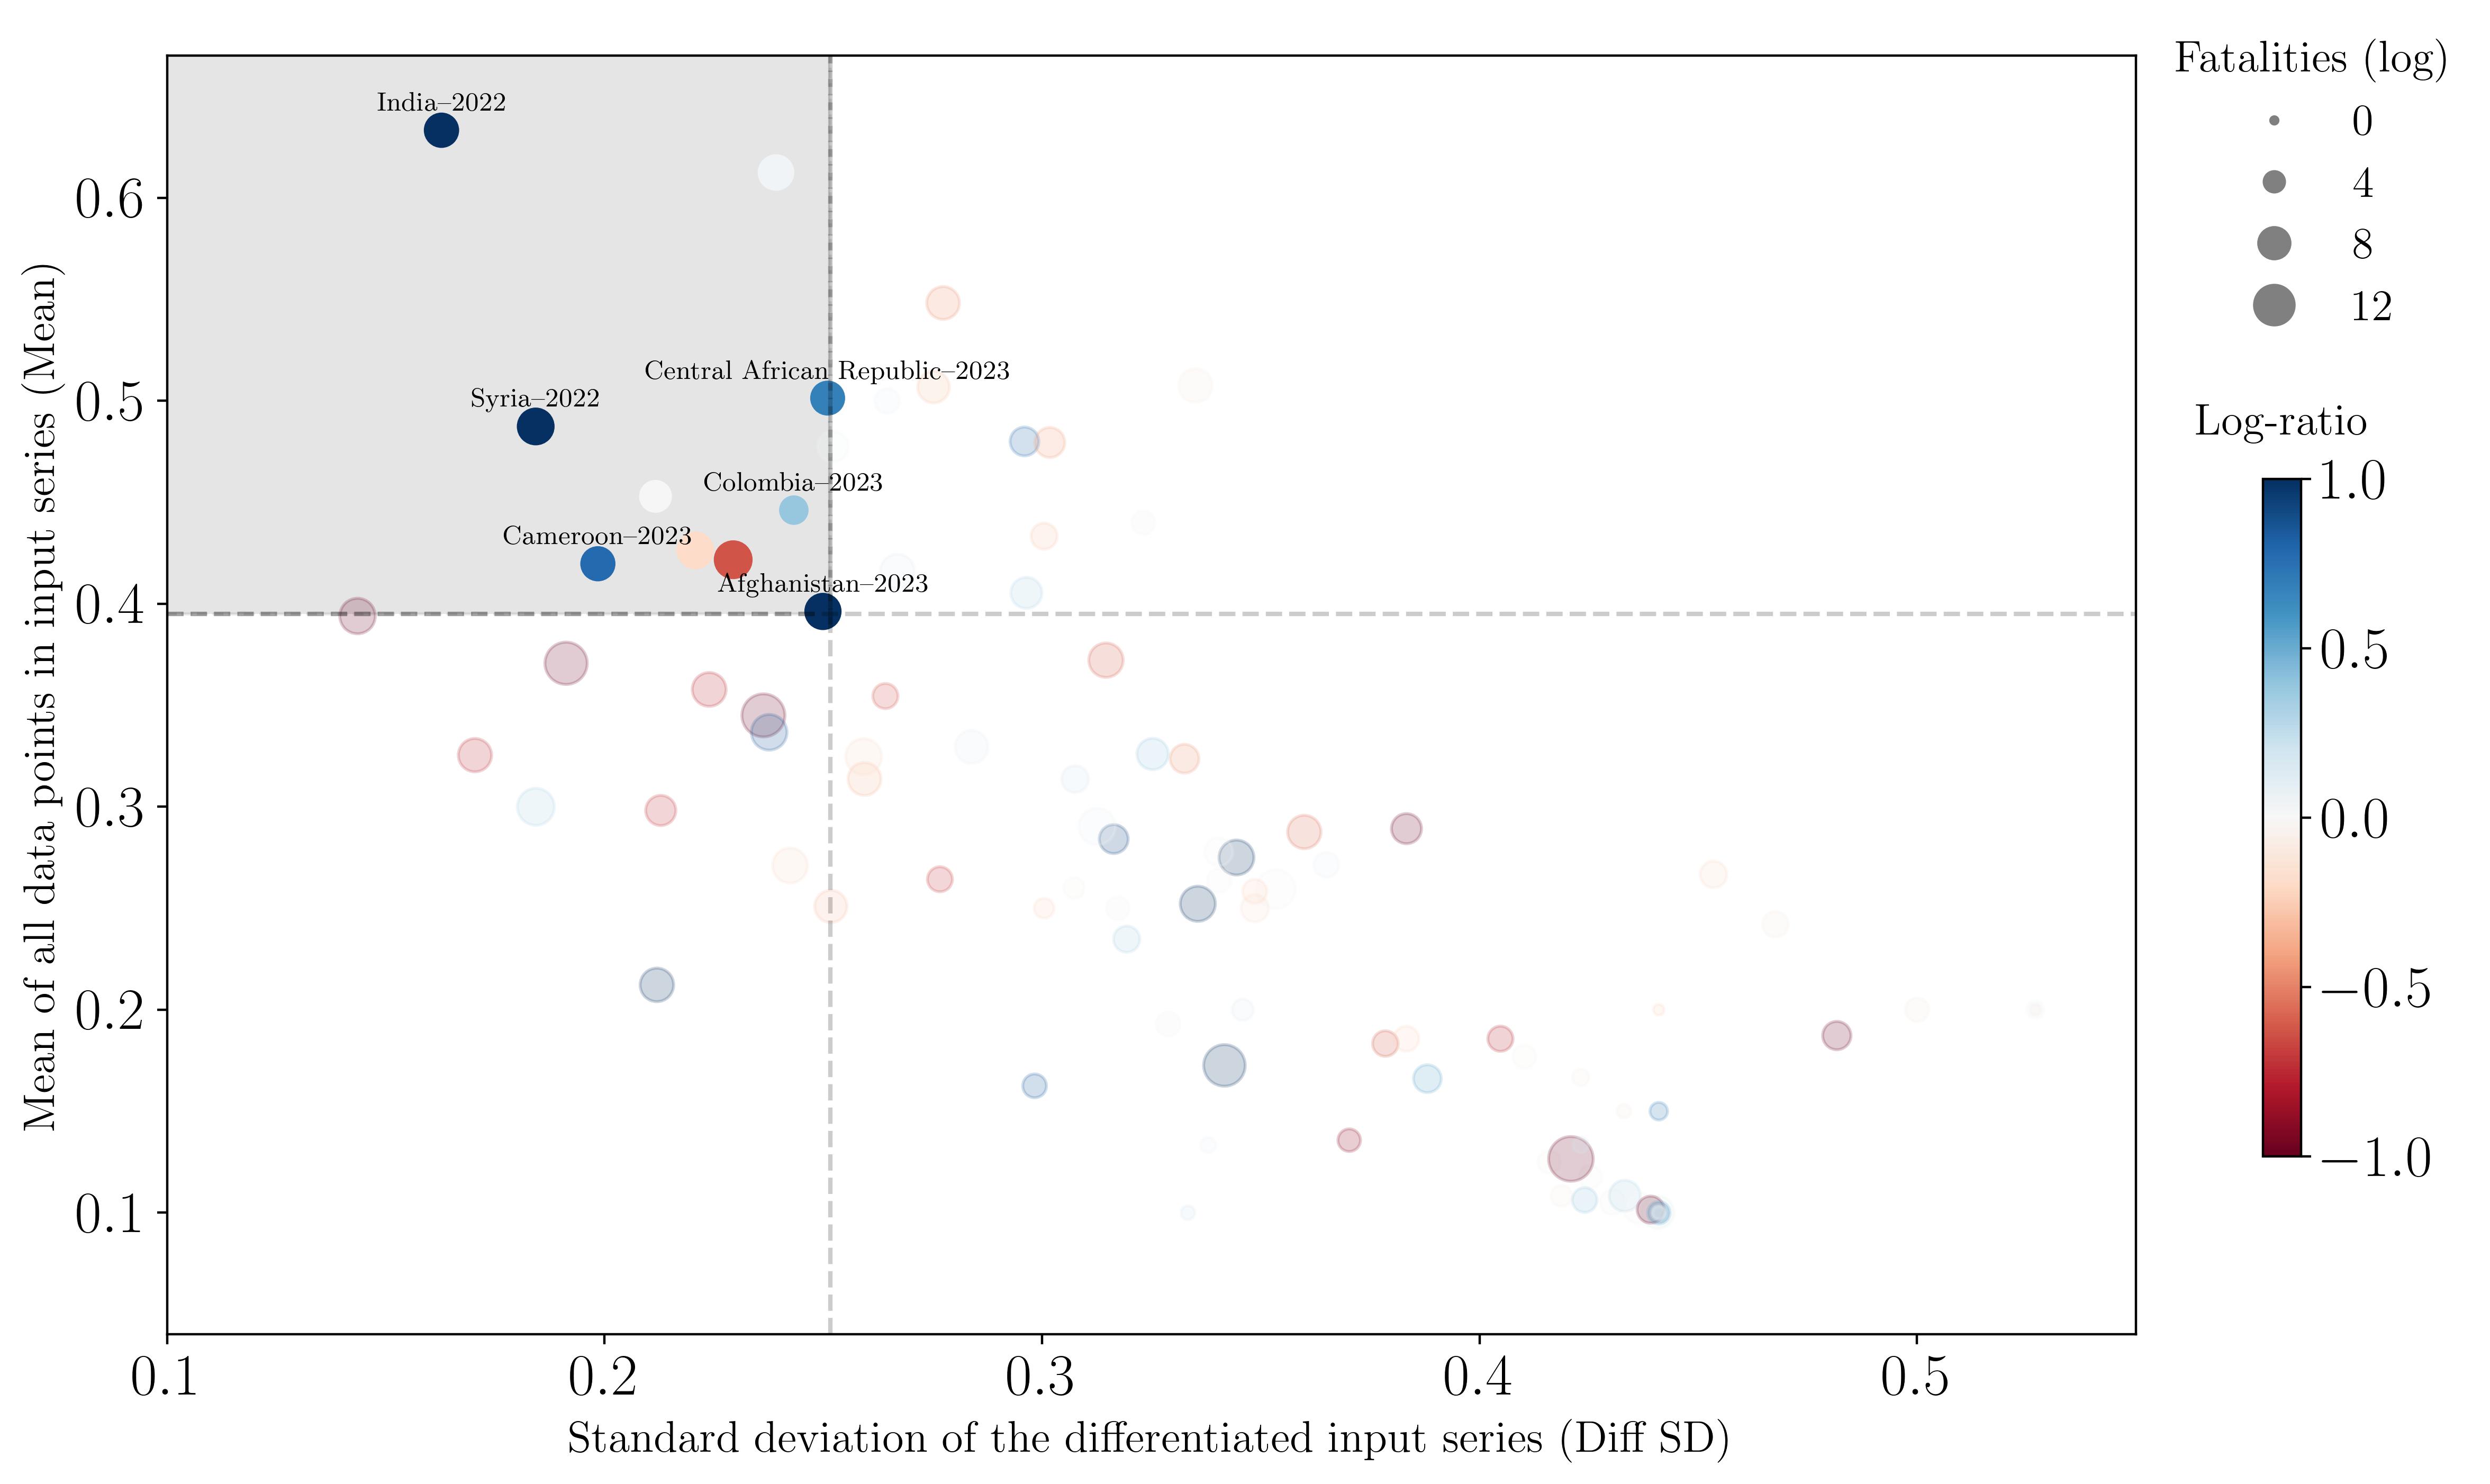 India–2022
Central African Republic–2023
Syria–2022
Colombia–2023
Cameroon–2023
Afghanistan–2023
0.6
0.5
0.4
0.3
0.2
0.1
Mean of all data points in input series (Mean)
0.1
0.2
0.3
0.4
0.5
Standard deviation of the differentiated input series (Diff SD)
Fatalities (log)
0
4
8
12
Log-ratio
1.0
0.5
0.0
−0.5
−1.0